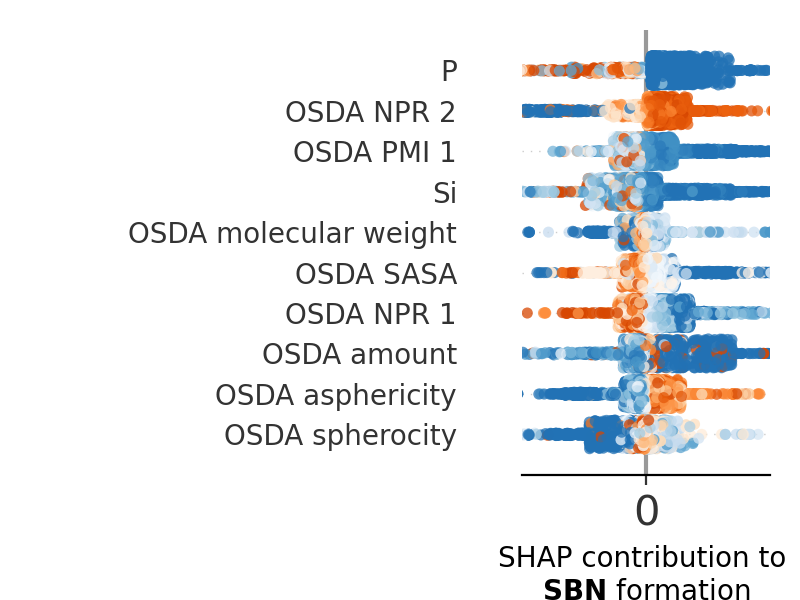 P
OSDA NPR 2
OSDA PMI 1
Si
OSDA molecular weight
OSDA SASA
OSDA NPR 1
OSDA amount
OSDA asphericity
OSDA spherocity
0
SHAP contribution to
SBN formation